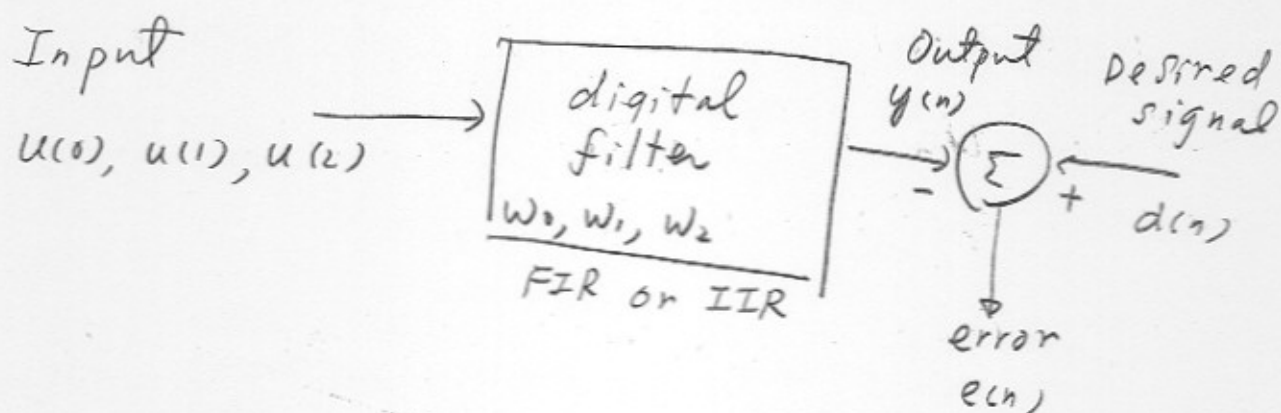 Input
u(0), u(1), u(2)
digital
filter
w0, w1, w2
FIR or IIR
Output
y(n)
Desired
signal
Σ
-
+
d(n)
error
e(n)